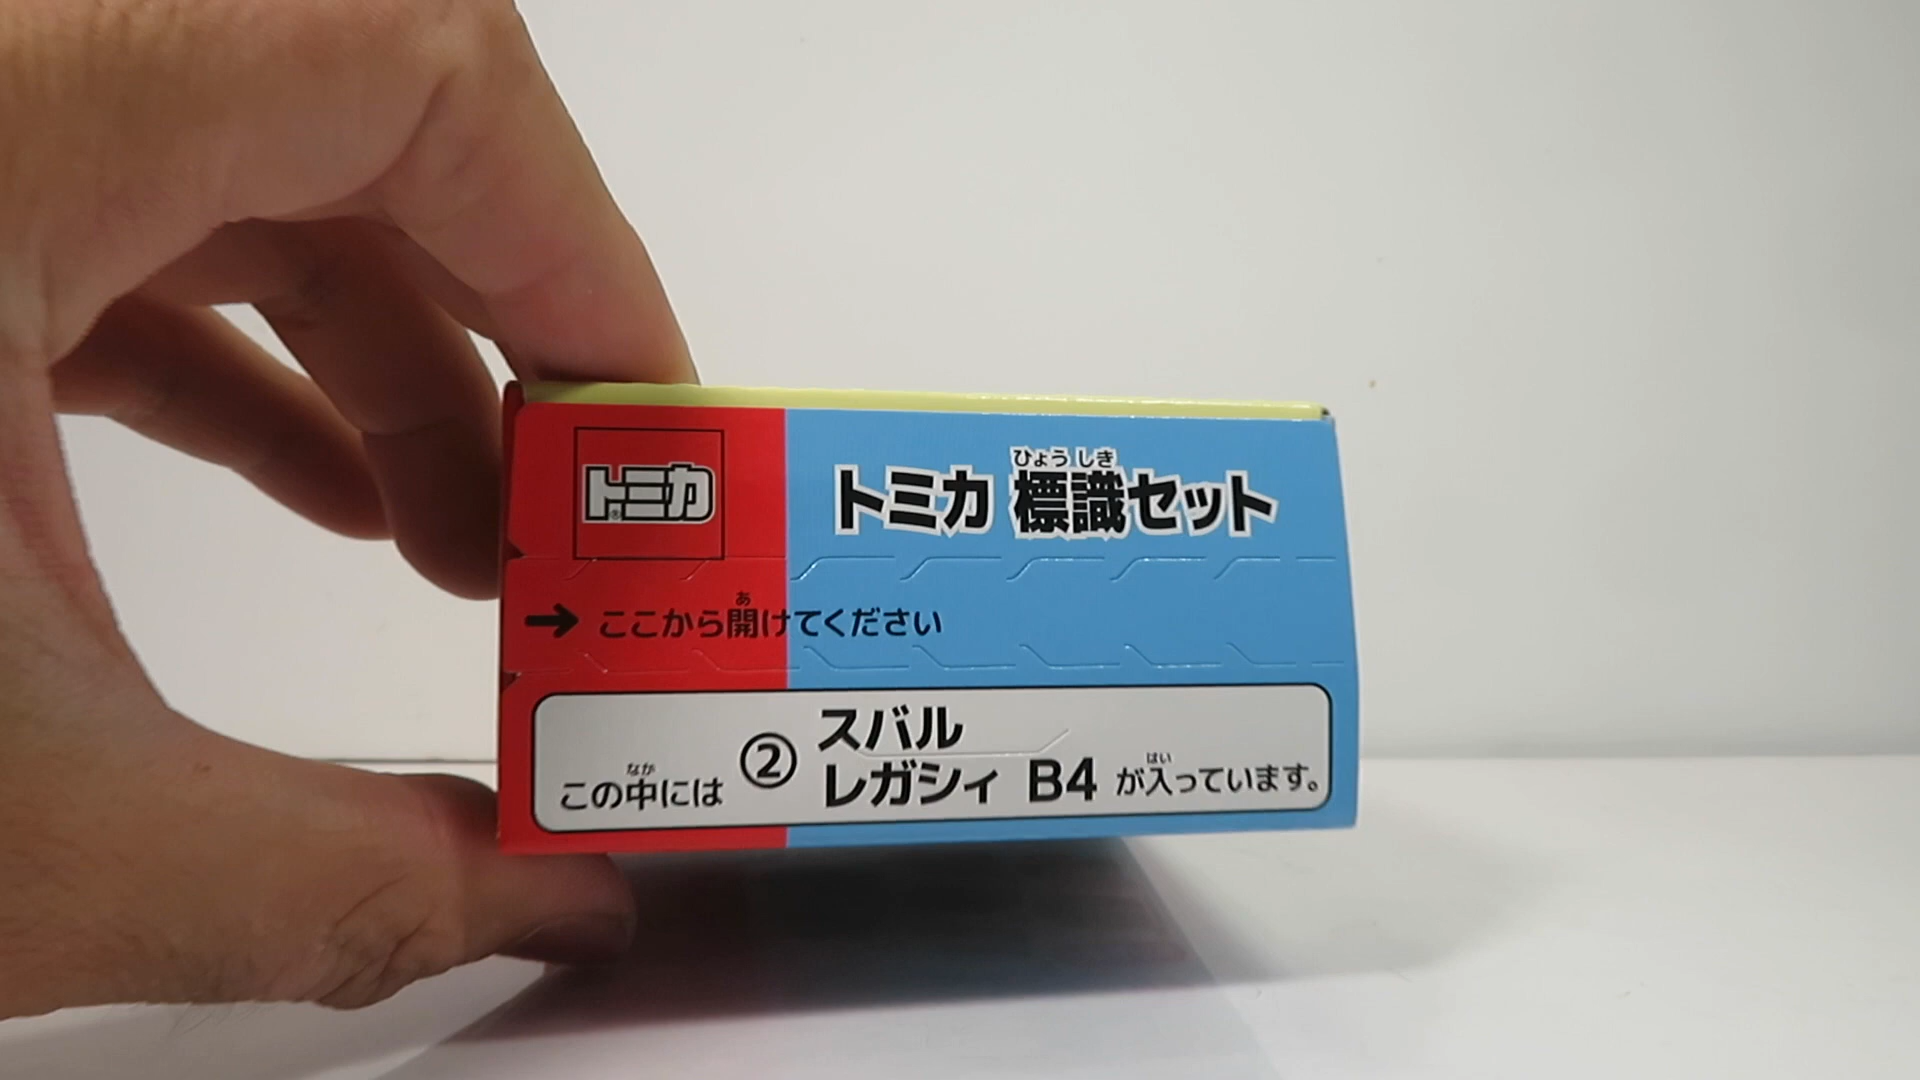 トミカ
ひょう しき
トミカ 標識セット
あ
→ ここから開けてください
スバル
なか はい
この中には ② レガシィ B4 が入っています。